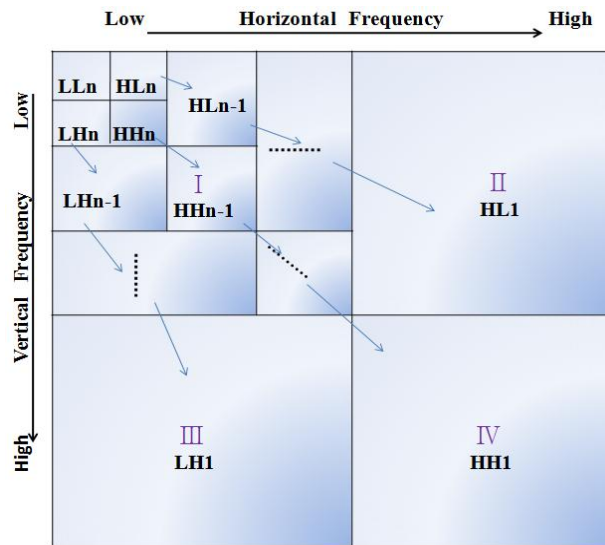 Low Horizontal Frequency High
Low
Vertical Frequency
High
LLn HLn
HLn-1
LHn HHn
LHn-1
Ⅰ
HHn-1
Ⅱ
HL1
Ⅲ
LH1
Ⅳ
HH1